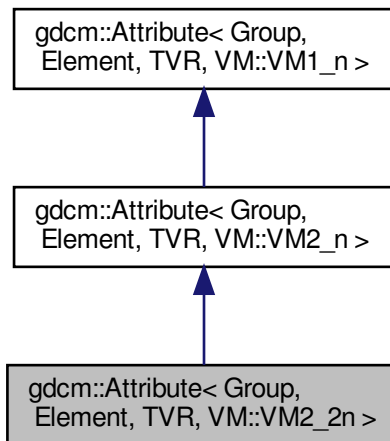 gdcm::Attribute< Group,
Element, TVR, VM::VM1_n >
gdcm::Attribute< Group,
Element, TVR, VM::VM2_n >
gdcm::Attribute< Group,
Element, TVR, VM::VM2_2n >